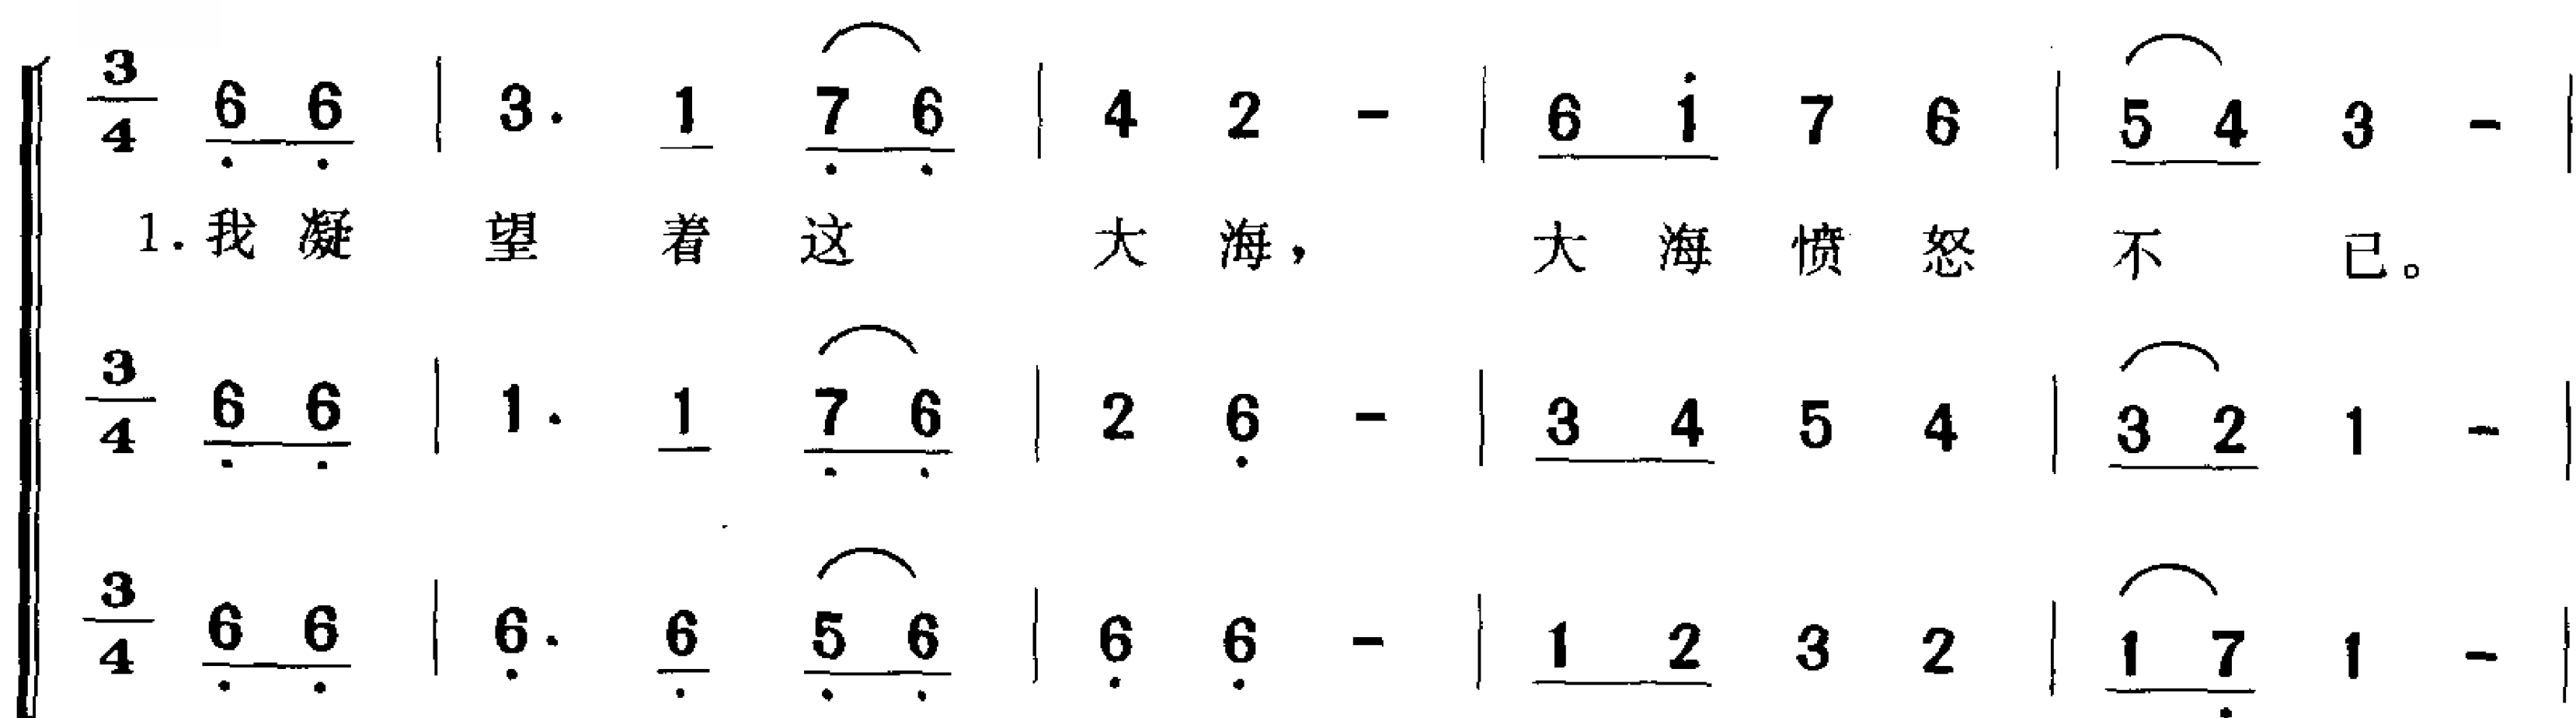 3/4 6̣ 6̣ | 3. 1 7̣ 6̣ | 4 2 - | 6 1̇ 7 6 | 5 4 3 - |
1.我凝 望 着 这 大 海， 大 海 愤 怒 不 已。
3/4 6̣ 6̣ | 1. 1 7̣ 6̣ | 2 6̣ - | 3 4 5 4 | 3 2 1 - |
3/4 6̣ 6̣ | 6̣. 6̣ 5̣ 6̣ | 6̣ 6̣ - | 1 2 3 2 | 1 7̣ 1 - |